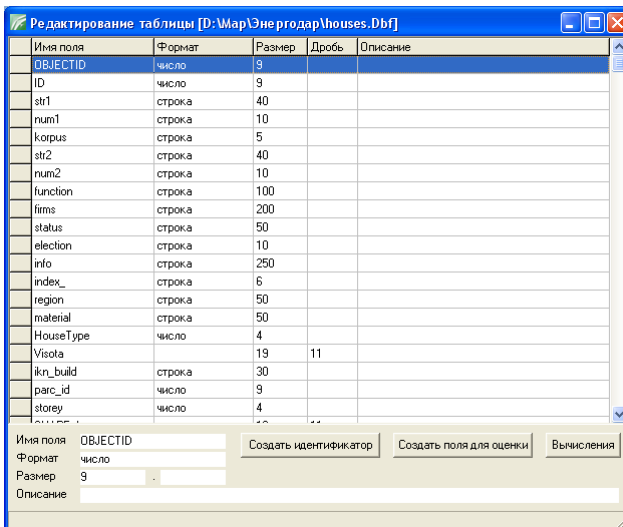 Редактирование таблицы [D:\Map\Энергодар\houses.Dbf]
Имя поля Формат Размер Дробь Описание
OBJECTID число 9
ID число 9
str1 строка 40
num1 строка 10
korpus строка 5
str2 строка 40
num2 строка 10
function строка 100
firms строка 200
status строка 50
election строка 10
info строка 250
index_ строка 6
region строка 50
material строка 50
HouseType число 4
Visota 19 11
ikn_build строка 30
parc_id число 9
storey число 4
Имя поля OBJECTID Создать идентификатор Создать поля для оценки Вычисления
Формат число
Размер 9 .
Описание